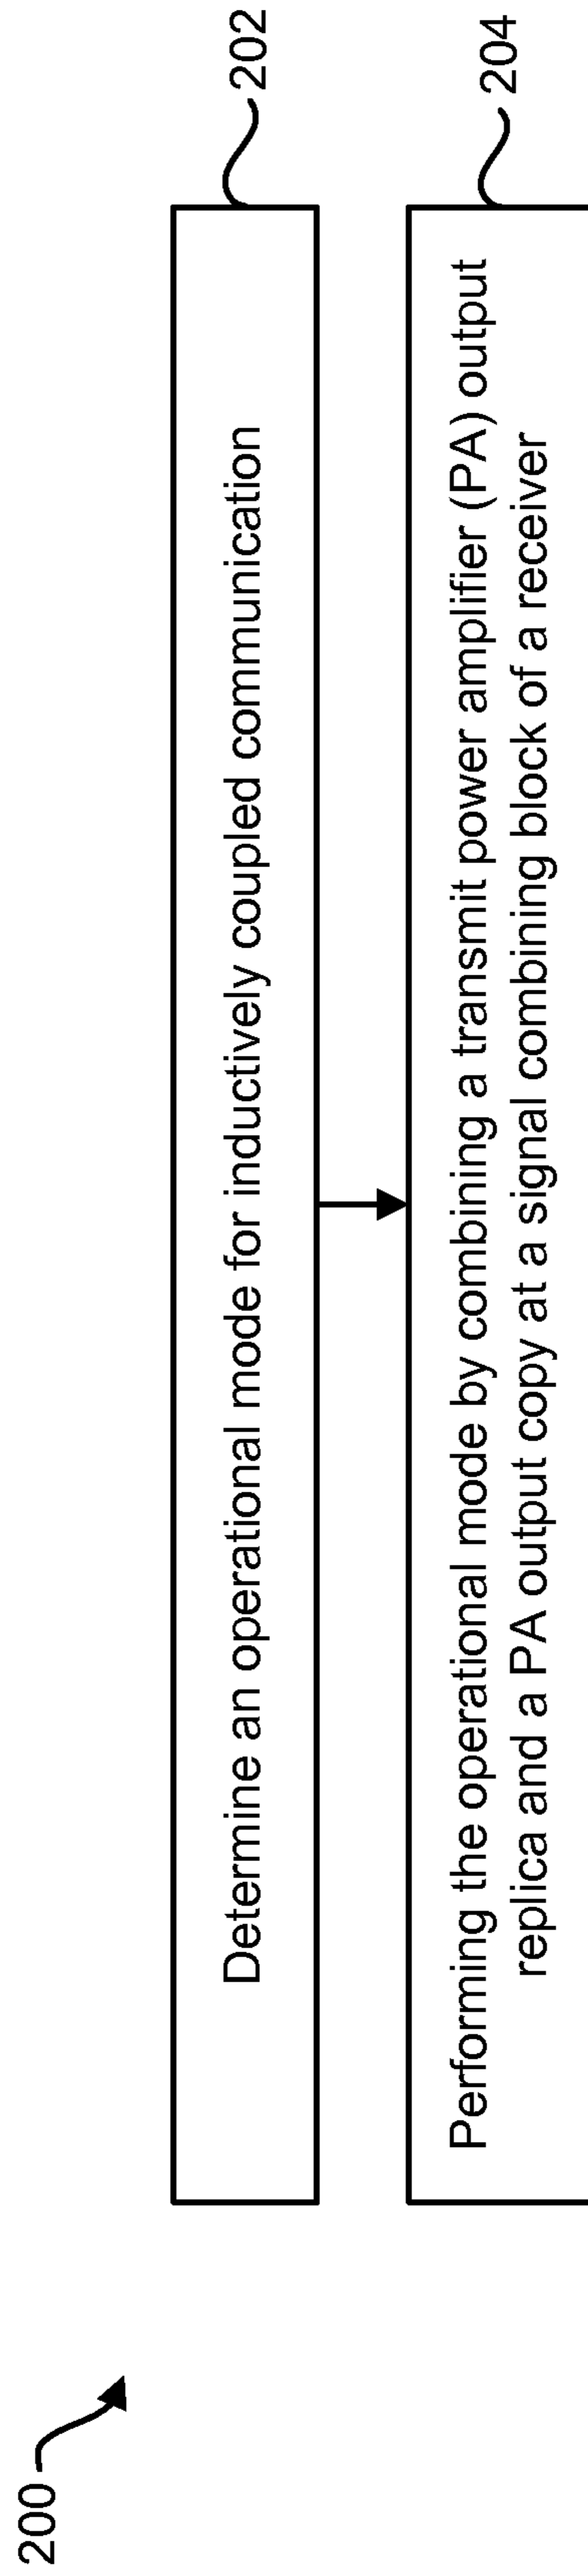 200
202
Determine an operational mode for inductively coupled communication
204
Performing the operational mode by combining a transmit power amplifier (PA) output
replica and a PA output copy at a signal combining block of a receiver